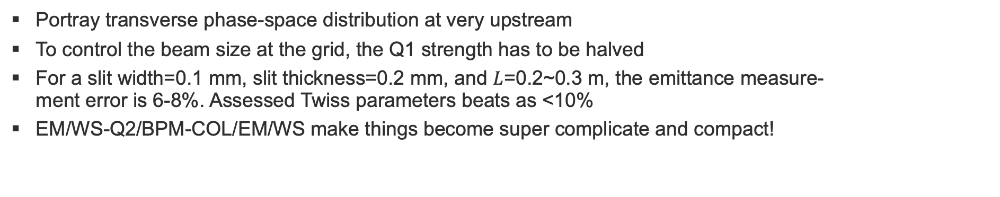 ▪ Portray transverse phase-space distribution at very upstream
▪ To control the beam size at the grid, the Q1 strength has to be halved
▪ For a slit width=0.1 mm, slit thickness=0.2 mm, and L=0.2~0.3 m, the emittance measure-
ment error is 6-8%. Assessed Twiss parameters beats as <10%
▪ EM/WS-Q2/BPM-COL/EM/WS make things become super complicate and compact!